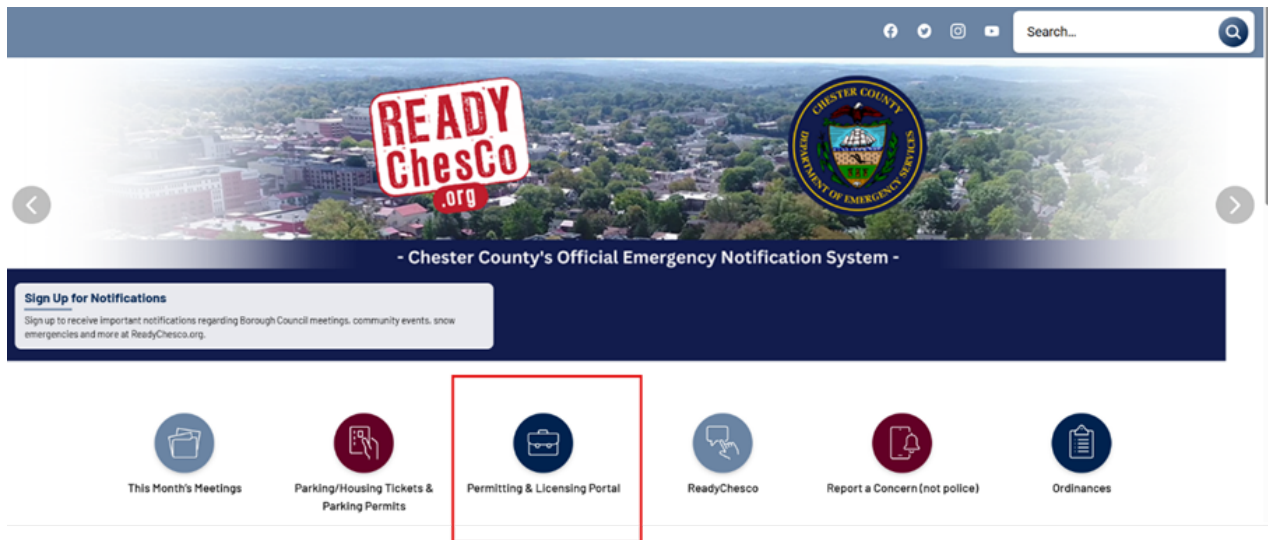 Search...
READY
ChesCo
.org
CHESTER COUNTY
DEPARTMENT OF EMERGENCY SERVICES
- Chester County's Official Emergency Notification System -
Sign Up for Notifications
Sign up to receive important notifications regarding Borough Council meetings, community events, snow
emergencies and more at ReadyChesco.org.
This Month's Meetings
Parking/Housing Tickets &
Parking Permits
Permitting & Licensing Portal
ReadyChesco
Report a Concern (not police)
Ordinances